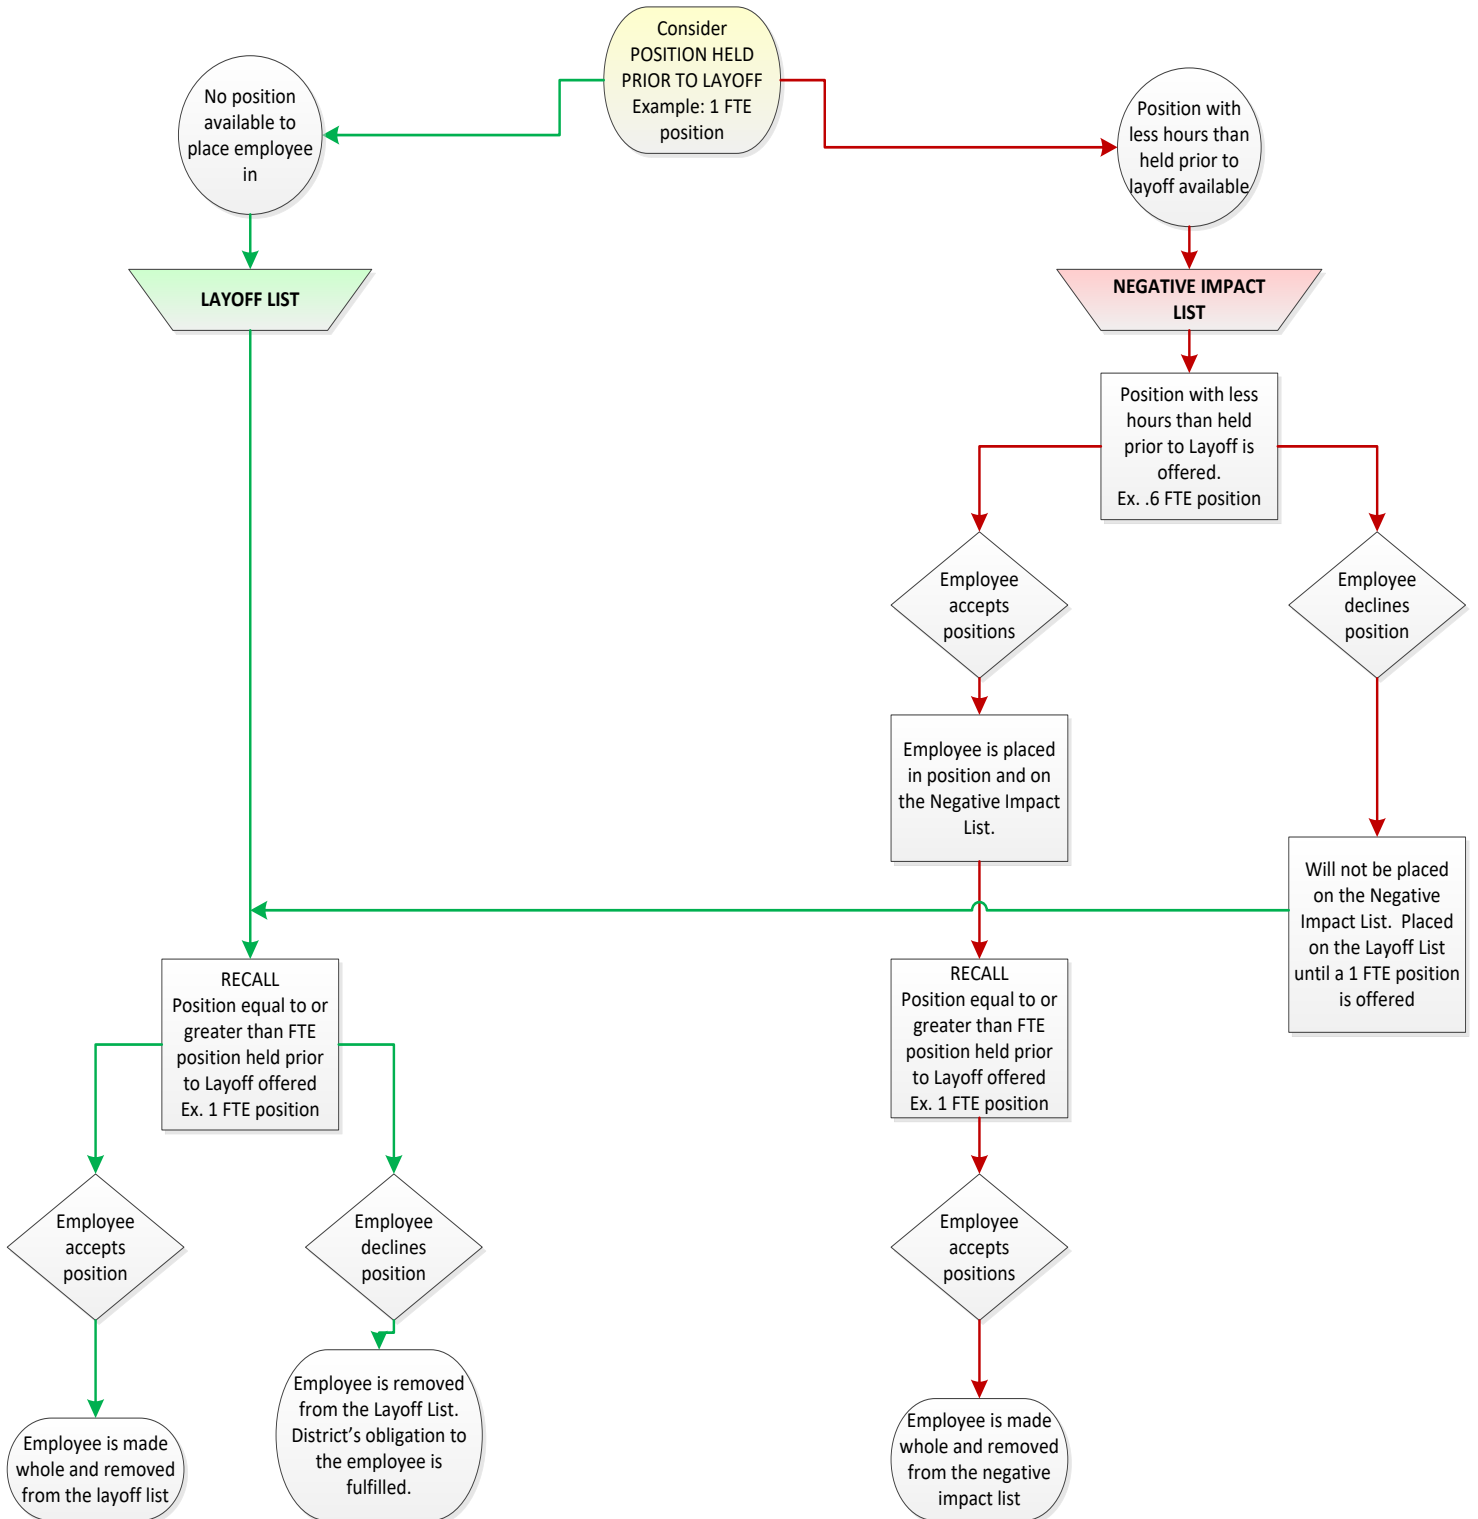 Consider
POSITION HELD
PRIOR TO LAYOFF
Example: 1 FTE
position
No position
available to
place employee
in
Position with
less hours than
held prior to
layoff available
LAYOFF LIST
NEGATIVE IMPACT
LIST
Position with less
hours than held
prior to Layoff is
offered.
Ex. .6 FTE position
Employee
accepts
positions
Employee
declines
position
Employee is placed
in position and on
the Negative Impact
List.
Will not be placed
on the Negative
Impact List.  Placed
on the Layoff List
until a 1 FTE position
is offered
RECALL
Position equal to or
greater than FTE
position held prior
to Layoff offered
Ex. 1 FTE position
RECALL
Position equal to or
greater than FTE
position held prior
to Layoff offered
Ex. 1 FTE position
Employee
accepts
position
Employee
declines
position
Employee
accepts
positions
Employee is made
whole and removed
from the layoff list
Employee is removed
from the Layoff List.
District’s obligation to
the employee is
fulfilled.
Employee is made
whole and removed
from the negative
impact list